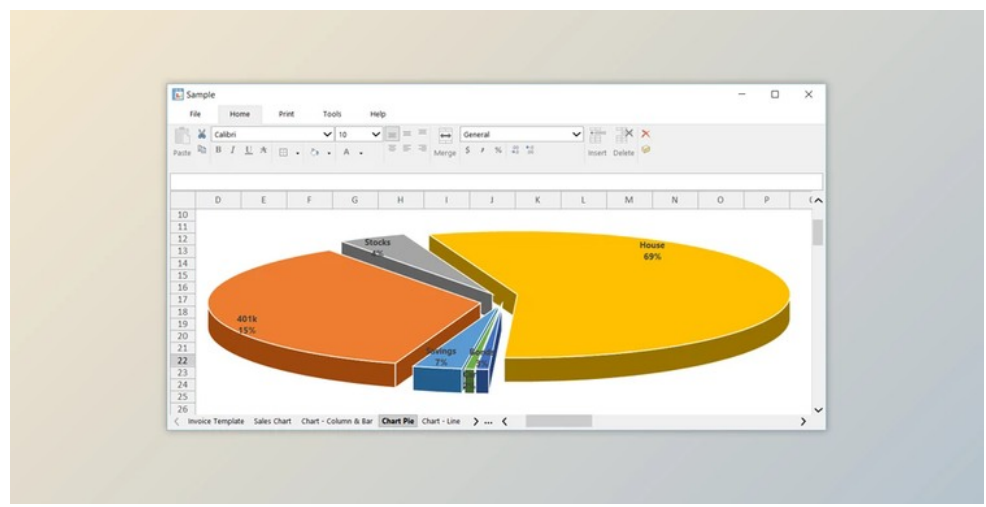 Sample
File Home Print Tools Help
Calibri 10 General
Paste B I U A A Merge $ % Insert Delete
D E F G H I J K L M N O P
10
11
12
13
14
15
16
17
18
19
20
21
22
23
24
25
26
Stocks
4%
House
69%
401k
15%
Savings
7%
Bonds
Invoice Template Sales Chart Chart - Column & Bar Chart Pie Chart - Line ...